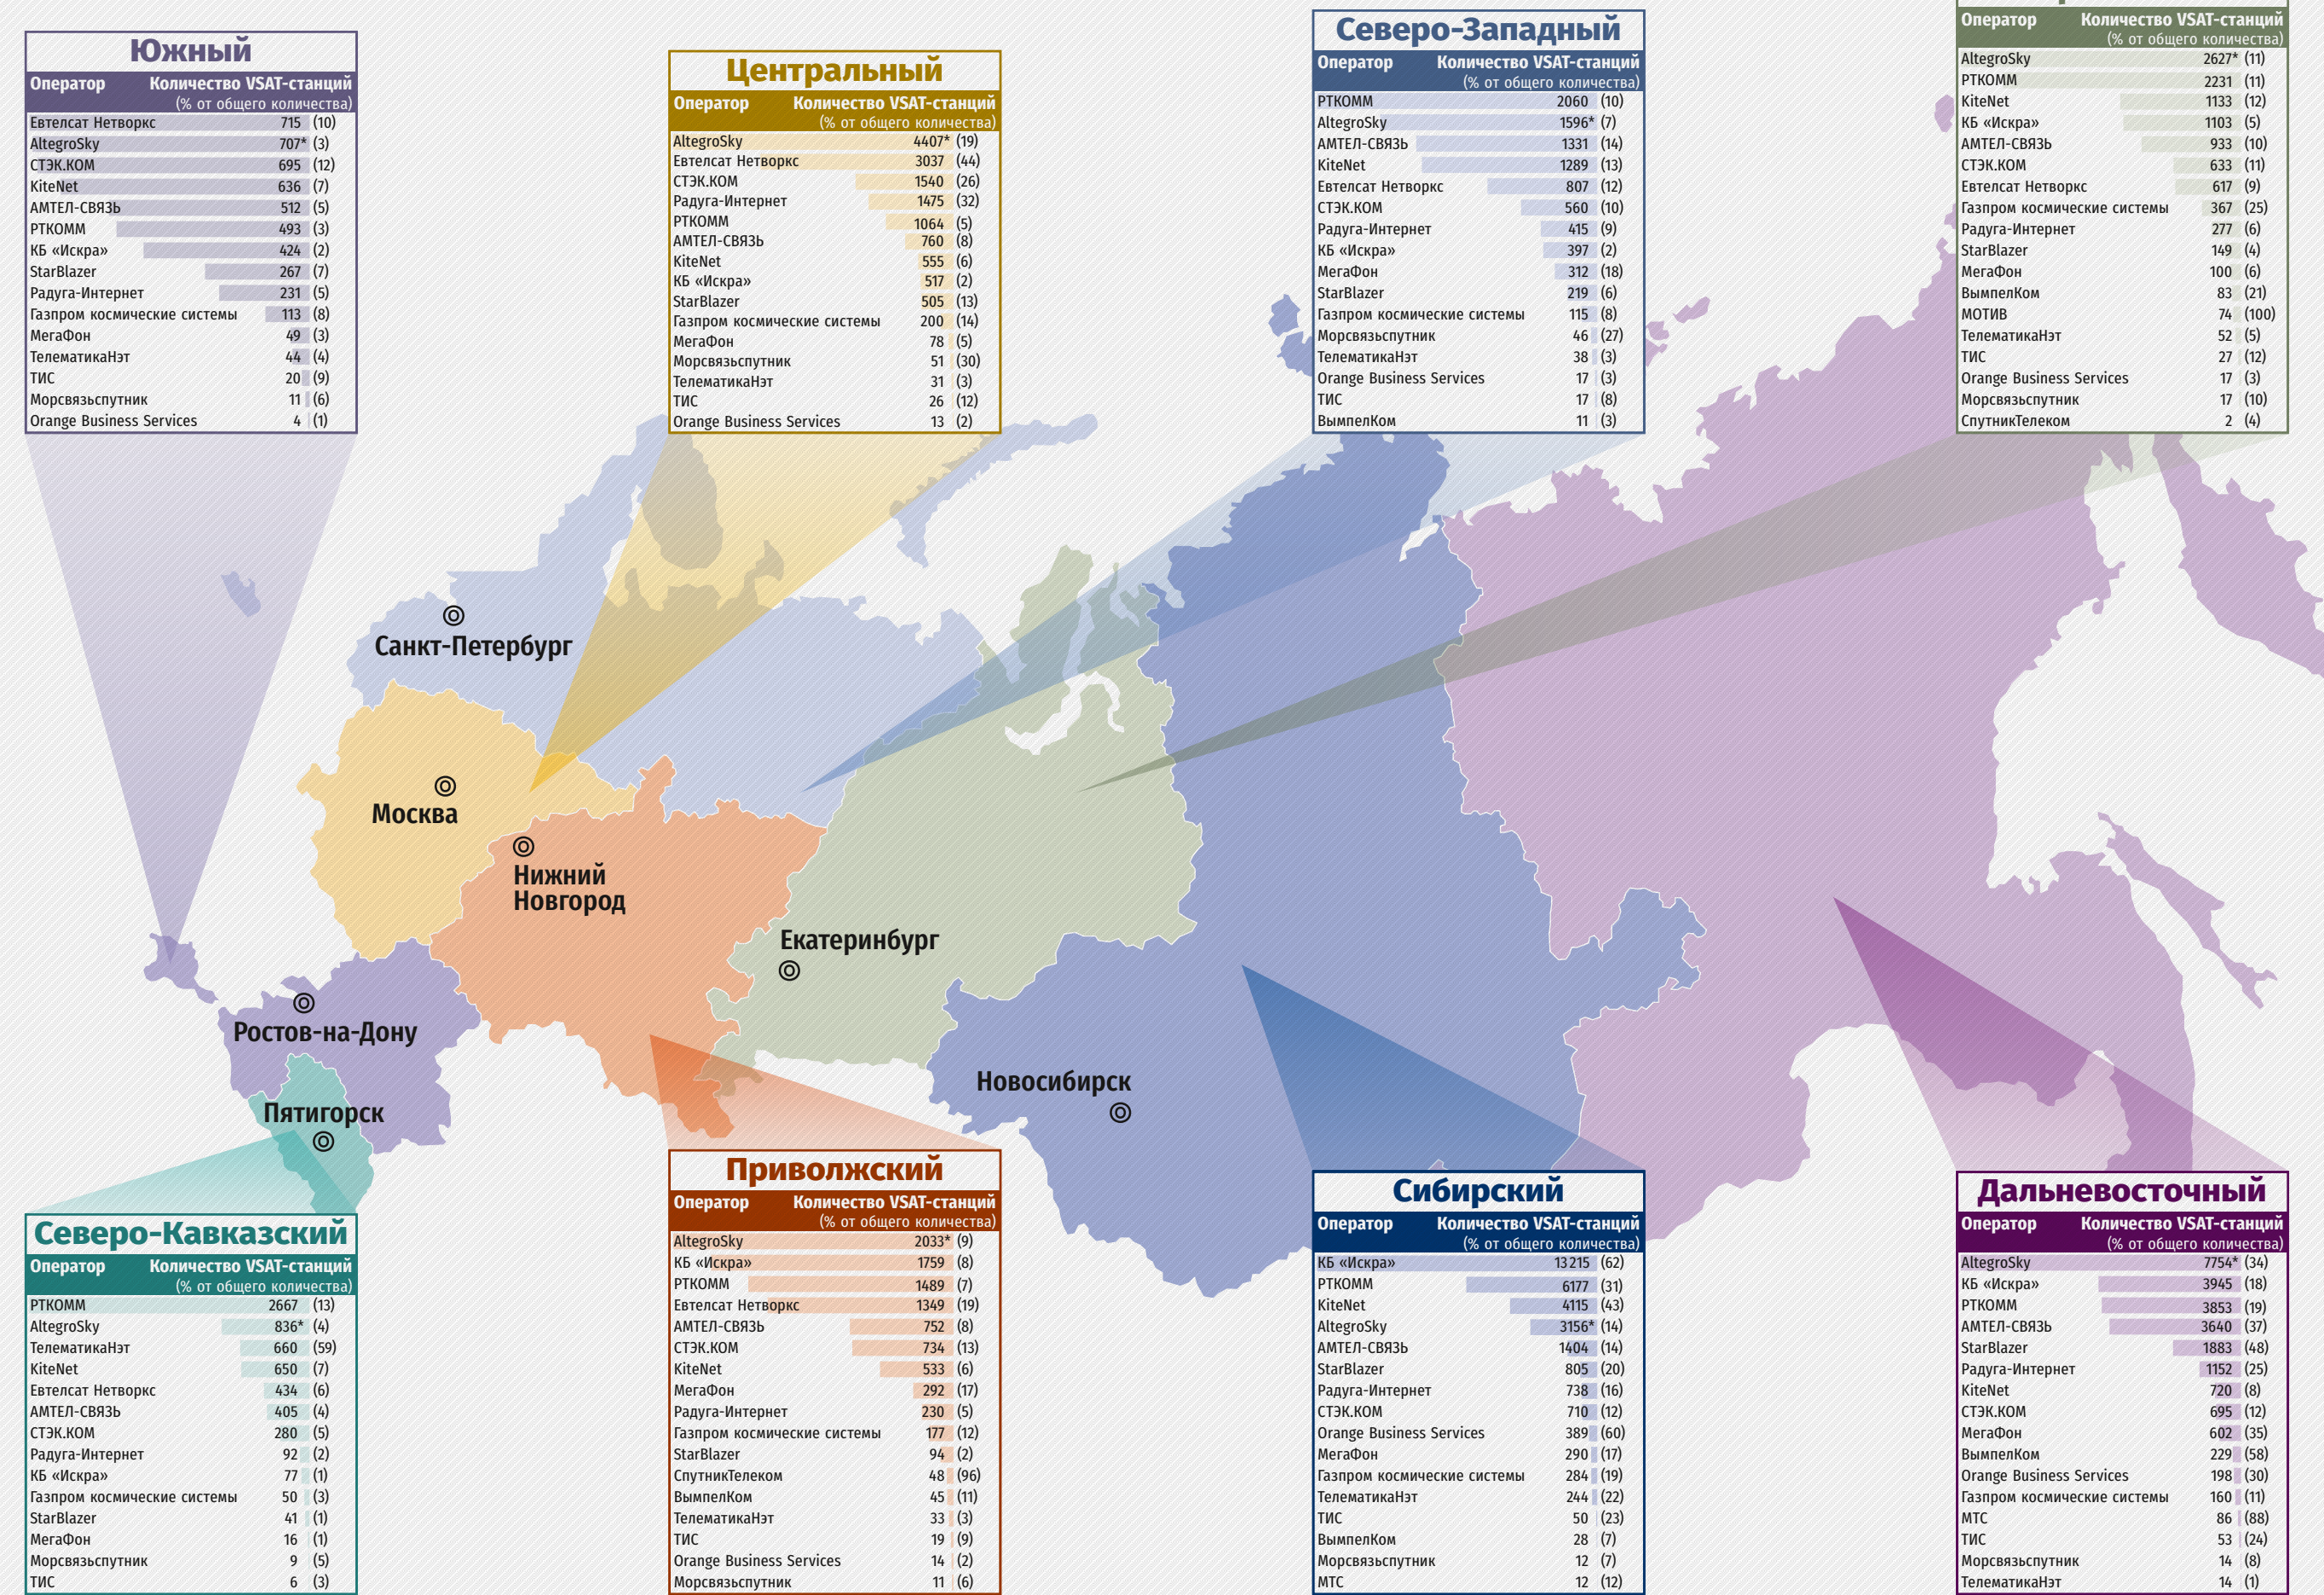 Южный
Оператор Количество VSAT-станций
(% от общего количества)
Евтелсат Нетворкс 715 (10)
AltegroSky 707* (3)
СТЭК.КОМ 695 (12)
KiteNet 636 (7)
АМТЕЛ-СВЯЗЬ 512 (5)
РТКОММ 493 (3)
КБ «Искра» 424 (2)
StarBlazer 267 (7)
Радуга-Интернет 231 (5)
Газпром космические системы 113 (8)
МегаФон 49 (3)
ТелематикаНэт 44 (4)
ТИС 20 (9)
Морсвязьспутник 11 (6)
Orange Business Services 4 (1)
Центральный
Оператор Количество VSAT-станций
(% от общего количества)
AltegroSky 4407* (19)
Евтелсат Нетворкс 3037 (44)
СТЭК.КОМ 1540 (26)
Радуга-Интернет 1475 (32)
РТКОММ 1064 (5)
АМТЕЛ-СВЯЗЬ 760 (8)
KiteNet 555 (6)
КБ «Искра» 517 (2)
StarBlazer 505 (13)
Газпром космические системы 200 (14)
МегаФон 78 (5)
Морсвязьспутник 51 (30)
ТелематикаНэт 31 (3)
ТИС 26 (12)
Orange Business Services 13 (2)
Северо-Западный
Оператор Количество VSAT-станций
(% от общего количества)
РТКОММ 2060 (10)
AltegroSky 1596* (7)
АМТЕЛ-СВЯЗЬ 1331 (14)
KiteNet 1289 (13)
Евтелсат Нетворкс 807 (12)
СТЭК.КОМ 560 (10)
Радуга-Интернет 415 (9)
КБ «Искра» 397 (2)
МегаФон 312 (18)
StarBlazer 219 (6)
Газпром космические системы 115 (8)
Морсвязьспутник 46 (27)
ТелематикаНэт 38 (3)
Orange Business Services 17 (3)
ТИС 17 (8)
ВымпелКом 11 (3)
Оператор Количество VSAT-станций
(% от общего количества)
AltegroSky 2627* (11)
РТКОММ 2231 (11)
KiteNet 1133 (12)
КБ «Искра» 1103 (5)
АМТЕЛ-СВЯЗЬ 933 (10)
СТЭК.КОМ 633 (11)
Евтелсат Нетворкс 617 (9)
Газпром космические системы 367 (25)
Радуга-Интернет 277 (6)
StarBlazer 149 (4)
МегаФон 100 (6)
ВымпелКом 83 (21)
МОТИВ 74 (100)
ТелематикаНэт 52 (5)
ТИС 27 (12)
Orange Business Services 17 (3)
Морсвязьспутник 17 (10)
СпутникТелеком 2 (4)
Санкт-Петербург
Москва
Нижний
Новгород
Екатеринбург
Ростов-на-Дону
Новосибирск
Пятигорск
Северо-Кавказский
Оператор Количество VSAT-станций
(% от общего количества)
РТКОММ 2667 (13)
AltegroSky 836* (4)
ТелематикаНэт 660 (59)
KiteNet 650 (7)
Евтелсат Нетворкс 434 (6)
АМТЕЛ-СВЯЗЬ 405 (4)
СТЭК.КОМ 280 (5)
Радуга-Интернет 92 (2)
КБ «Искра» 77 (1)
Газпром космические системы 50 (3)
StarBlazer 41 (1)
МегаФон 16 (1)
Морсвязьспутник 9 (5)
ТИС 6 (3)
Приволжский
Оператор Количество VSAT-станций
(% от общего количества)
AltegroSky 2033* (9)
КБ «Искра» 1759 (8)
РТКОММ 1489 (7)
Евтелсат Нетворкс 1349 (19)
АМТЕЛ-СВЯЗЬ 752 (8)
СТЭК.КОМ 734 (13)
KiteNet 533 (6)
МегаФон 292 (17)
Радуга-Интернет 230 (5)
Газпром космические системы 177 (12)
StarBlazer 94 (2)
СпутникТелеком 48 (96)
ВымпелКом 45 (11)
ТелематикаНэт 33 (3)
ТИС 19 (9)
Orange Business Services 14 (2)
Морсвязьспутник 11 (6)
Сибирский
Оператор Количество VSAT-станций
(% от общего количества)
КБ «Искра» 13 215 (62)
РТКОММ 6177 (31)
KiteNet 4115 (43)
AltegroSky 3156* (14)
АМТЕЛ-СВЯЗЬ 1404 (14)
StarBlazer 805 (20)
Радуга-Интернет 738 (16)
СТЭК.КОМ 710 (12)
Orange Business Services 389 (60)
МегаФон 290 (17)
Газпром космические системы 284 (19)
ТелематикаНэт 244 (22)
ТИС 50 (23)
ВымпелКом 28 (7)
Морсвязьспутник 12 (7)
МТС 12 (12)
Дальневосточный
Оператор Количество VSAT-станций
(% от общего количества)
AltegroSky 7754* (34)
КБ «Искра» 3945 (18)
РТКОММ 3853 (19)
АМТЕЛ-СВЯЗЬ 3640 (37)
StarBlazer 1883 (48)
Радуга-Интернет 1152 (25)
KiteNet 720 (8)
СТЭК.КОМ 695 (12)
МегаФон 602 (35)
ВымпелКом 229 (58)
Orange Business Services 198 (30)
Газпром космические системы 160 (11)
МТС 86 (88)
ТИС 53 (24)
Морсвязьспутник 14 (8)
ТелематикаНэт 14 (1)